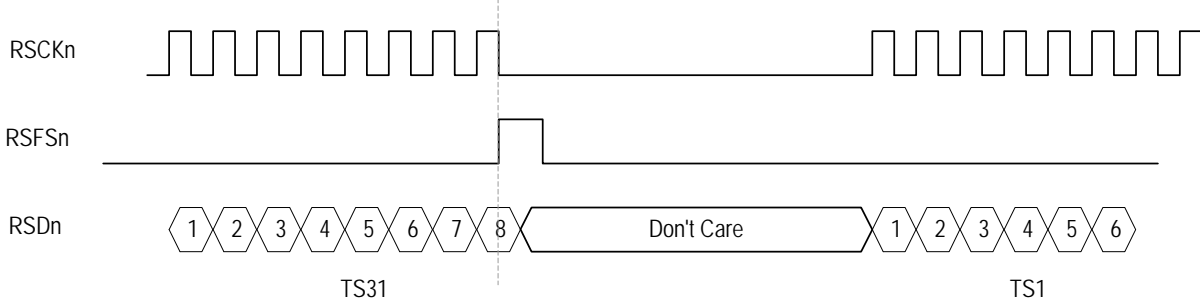 RSCKn
RSFSn
RSDn 1 2 3 4 5 6 7 8 Don't Care 1 2 3 4 5 6
TS31 TS1